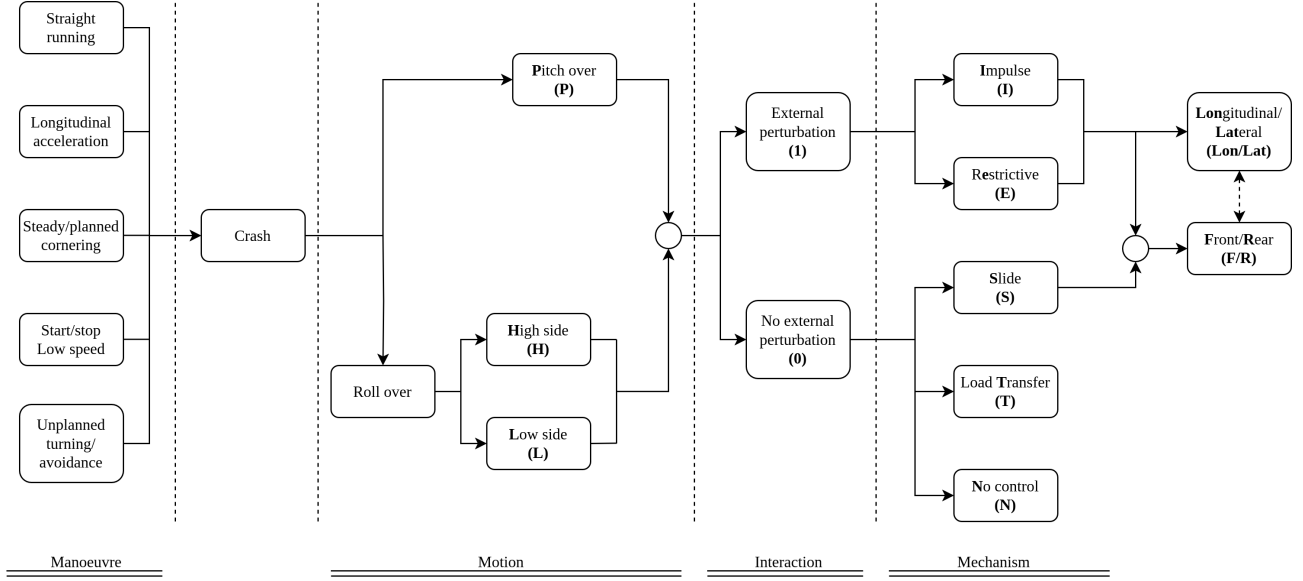 Straight
running
Longitudinal
acceleration
Steady/planned
cornering
Start/stop
Low speed
Unplanned
turning/
avoidance
Crash
Pitch over
(P)
Roll over
High side
(H)
Low side
(L)
External
perturbation
(1)
No external
perturbation
(0)
Impulse
(I)
Restrictive
(E)
Slide
(S)
Load Transfer
(T)
No control
(N)
Longitudinal/
Lateral
(Lon/Lat)
Front/Rear
(F/R)
Manoeuvre
Motion
Interaction
Mechanism